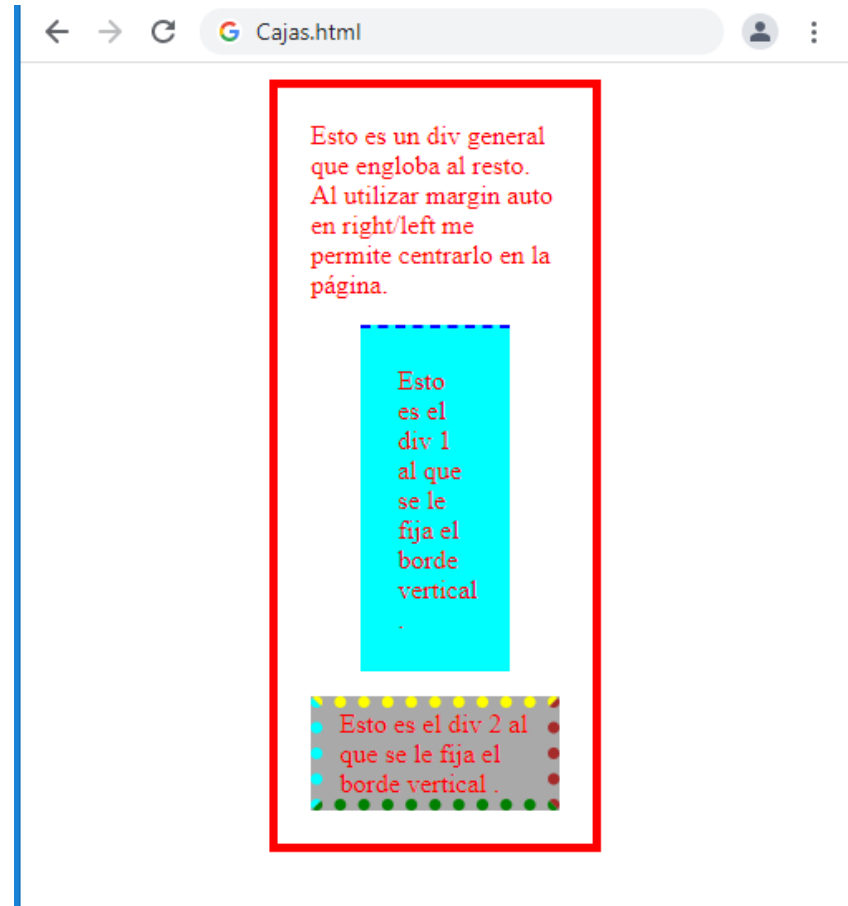 Cajas.html
Esto es un div general
que engloba al resto.
Al utilizar margin auto
en right/left me
permite centrarlo en la
página.
Esto
es el
div 1
al que
se le
fija el
borde
vertical
.
Esto es el div 2 al
que se le fija el
borde vertical .